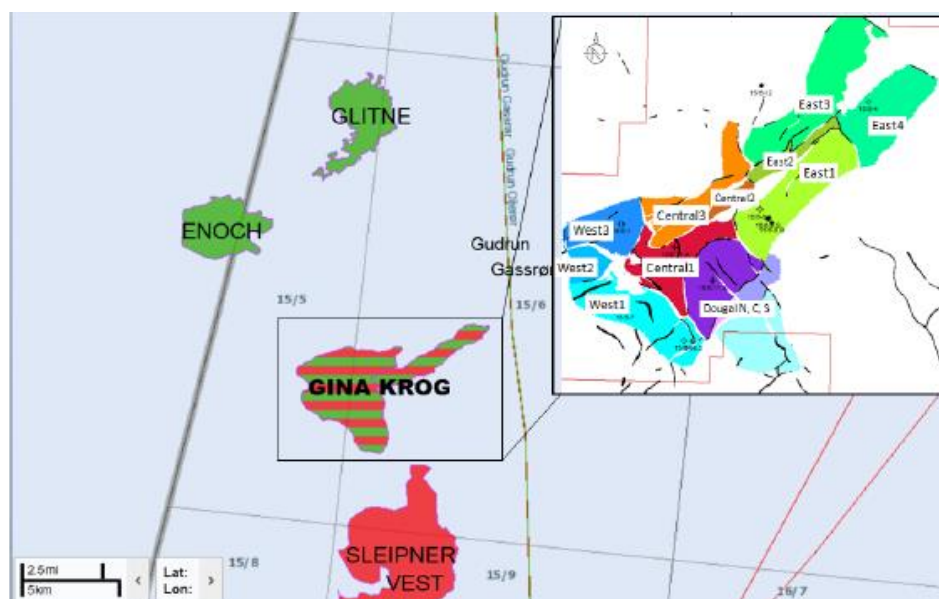 GLITNE
Gudrun Gassrør
Gudrun Oljerør
ENOCH
Gudrun
Gassrør
15/5
15/6
GINA KROG
SLEIPNER
VEST
15/8
15/9
16/7
2.5mi
5km
‹
Lat:
Lon:
›
N
East3
East4
East2
East1
Central2
Central3
West3
West2
Central1
West1
Dougal N, C, S